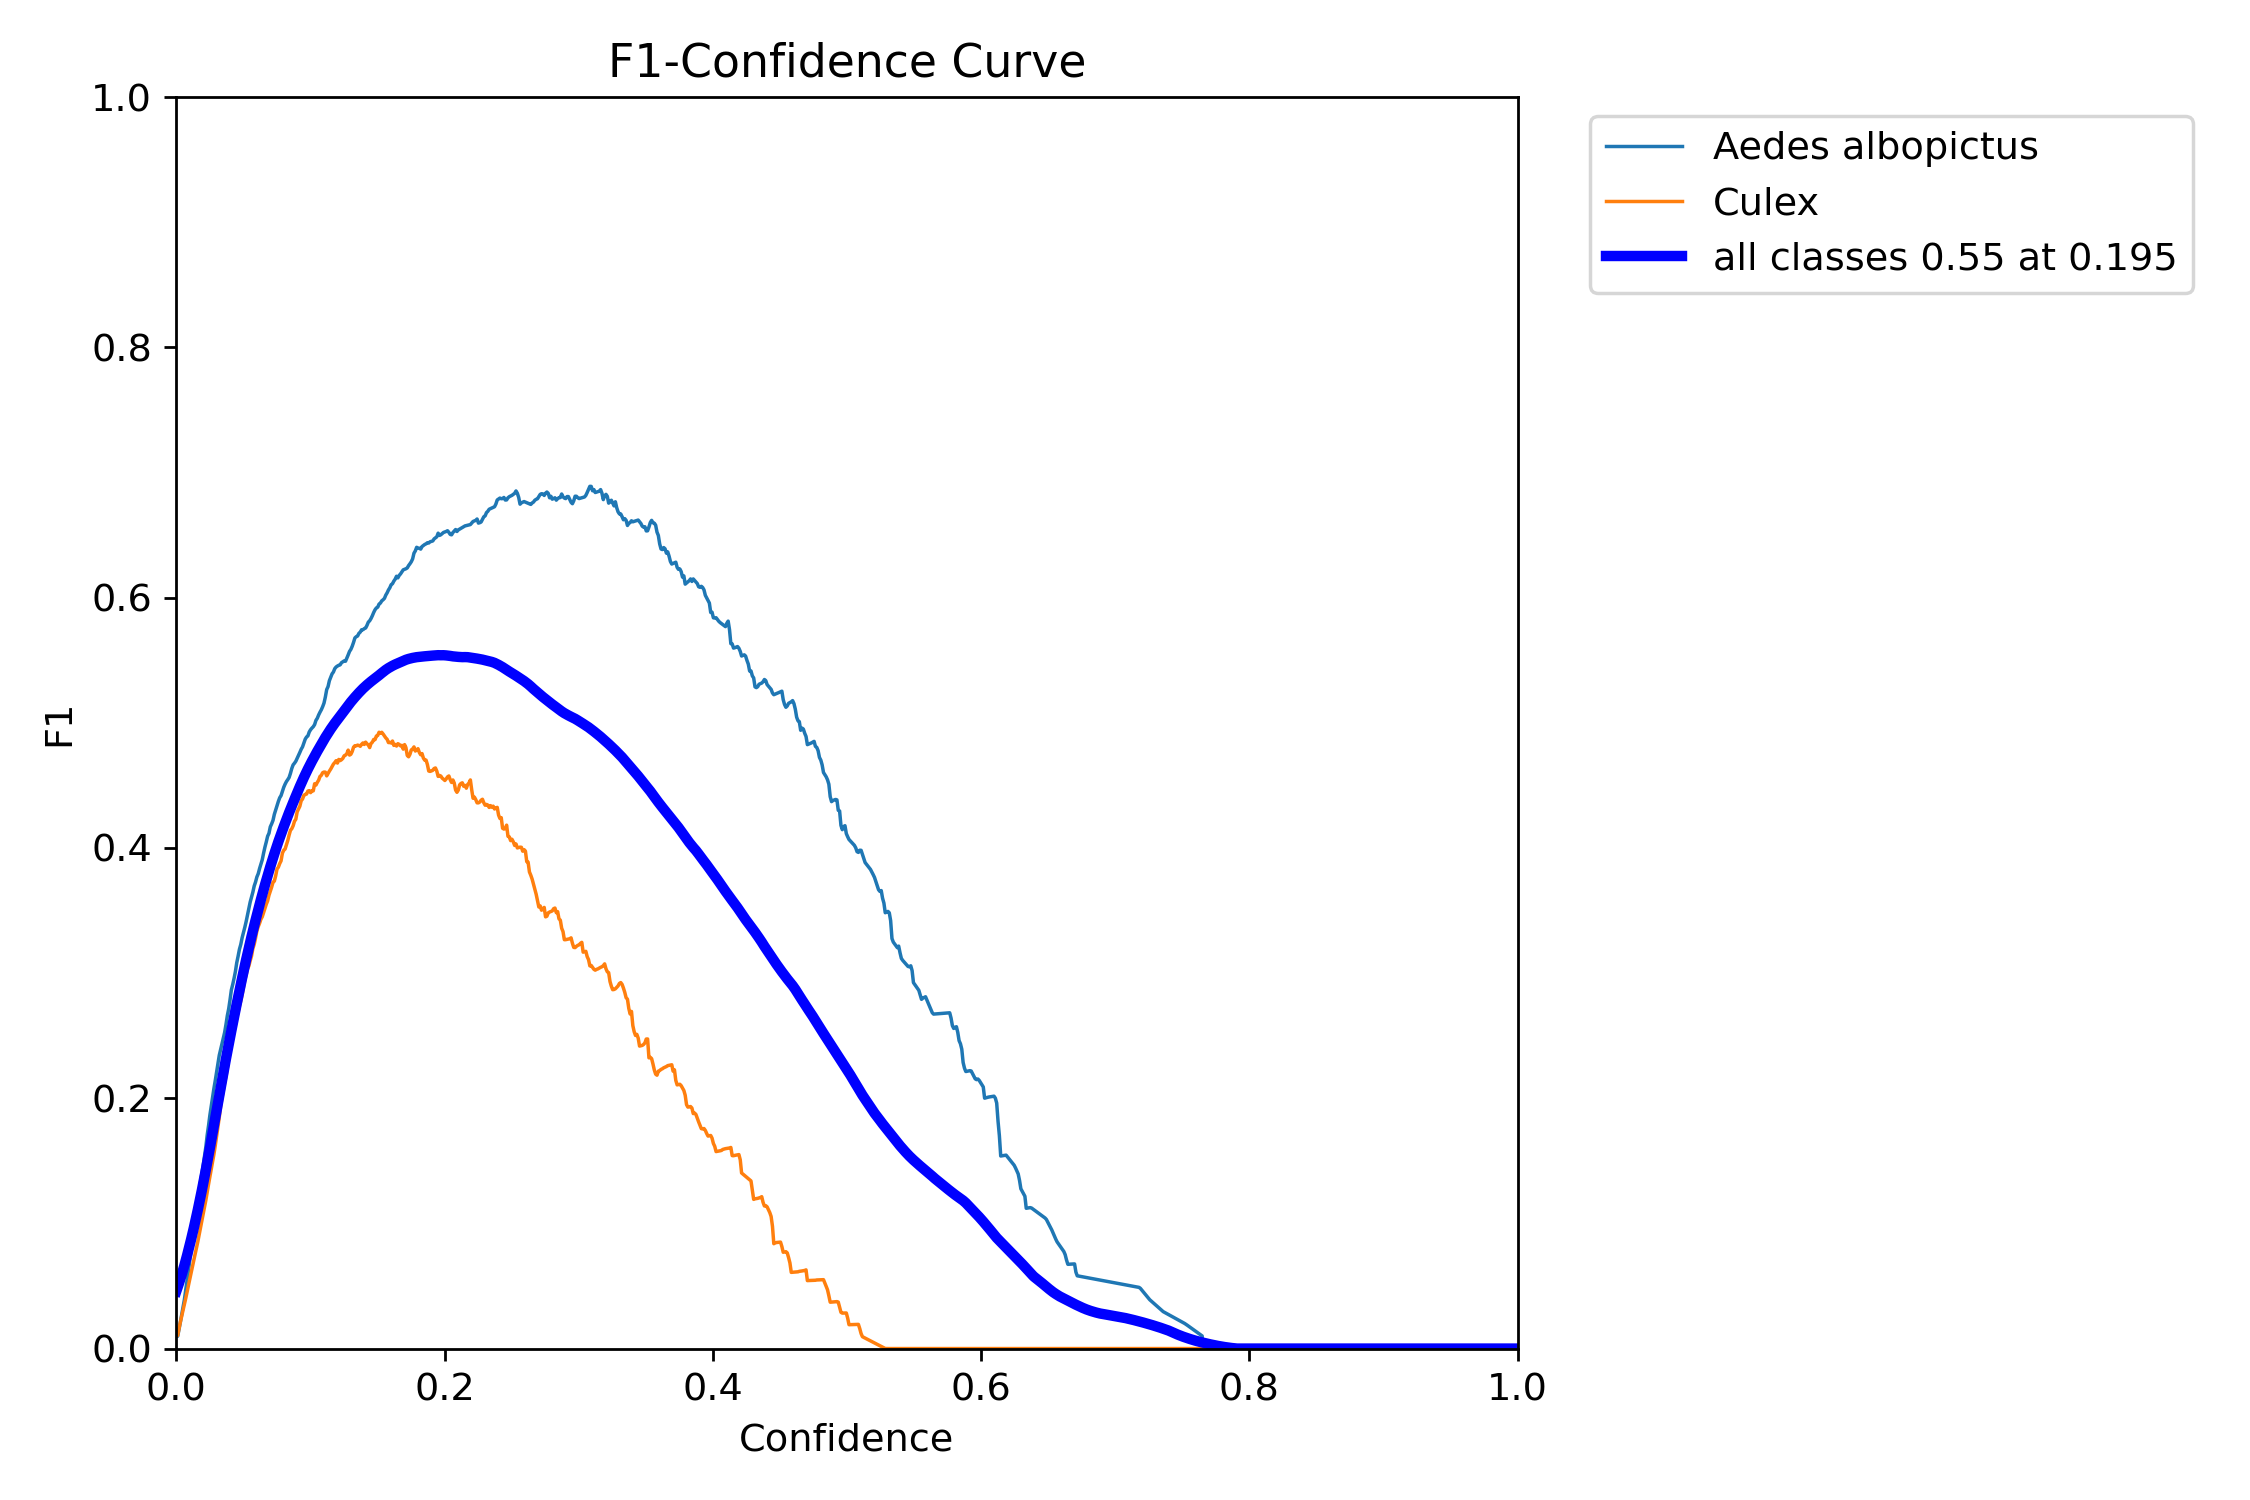 F1-Confidence Curve
1.0
0.8
0.6
0.4
0.2
0.0
F1
0.0 0.2 0.4 0.6 0.8 1.0
Confidence
Aedes albopictus
Culex
all classes 0.55 at 0.195